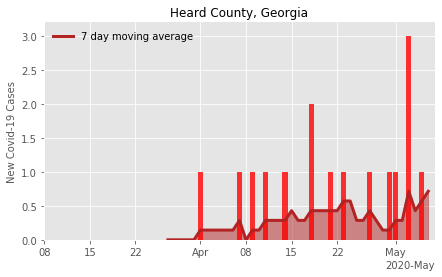 Heard County, Georgia
7 day moving average
New Covid-19 Cases
3.0
2.5
2.0
1.5
1.0
0.5
0.0
08 15 22 Apr 08 15 22 May
2020-May